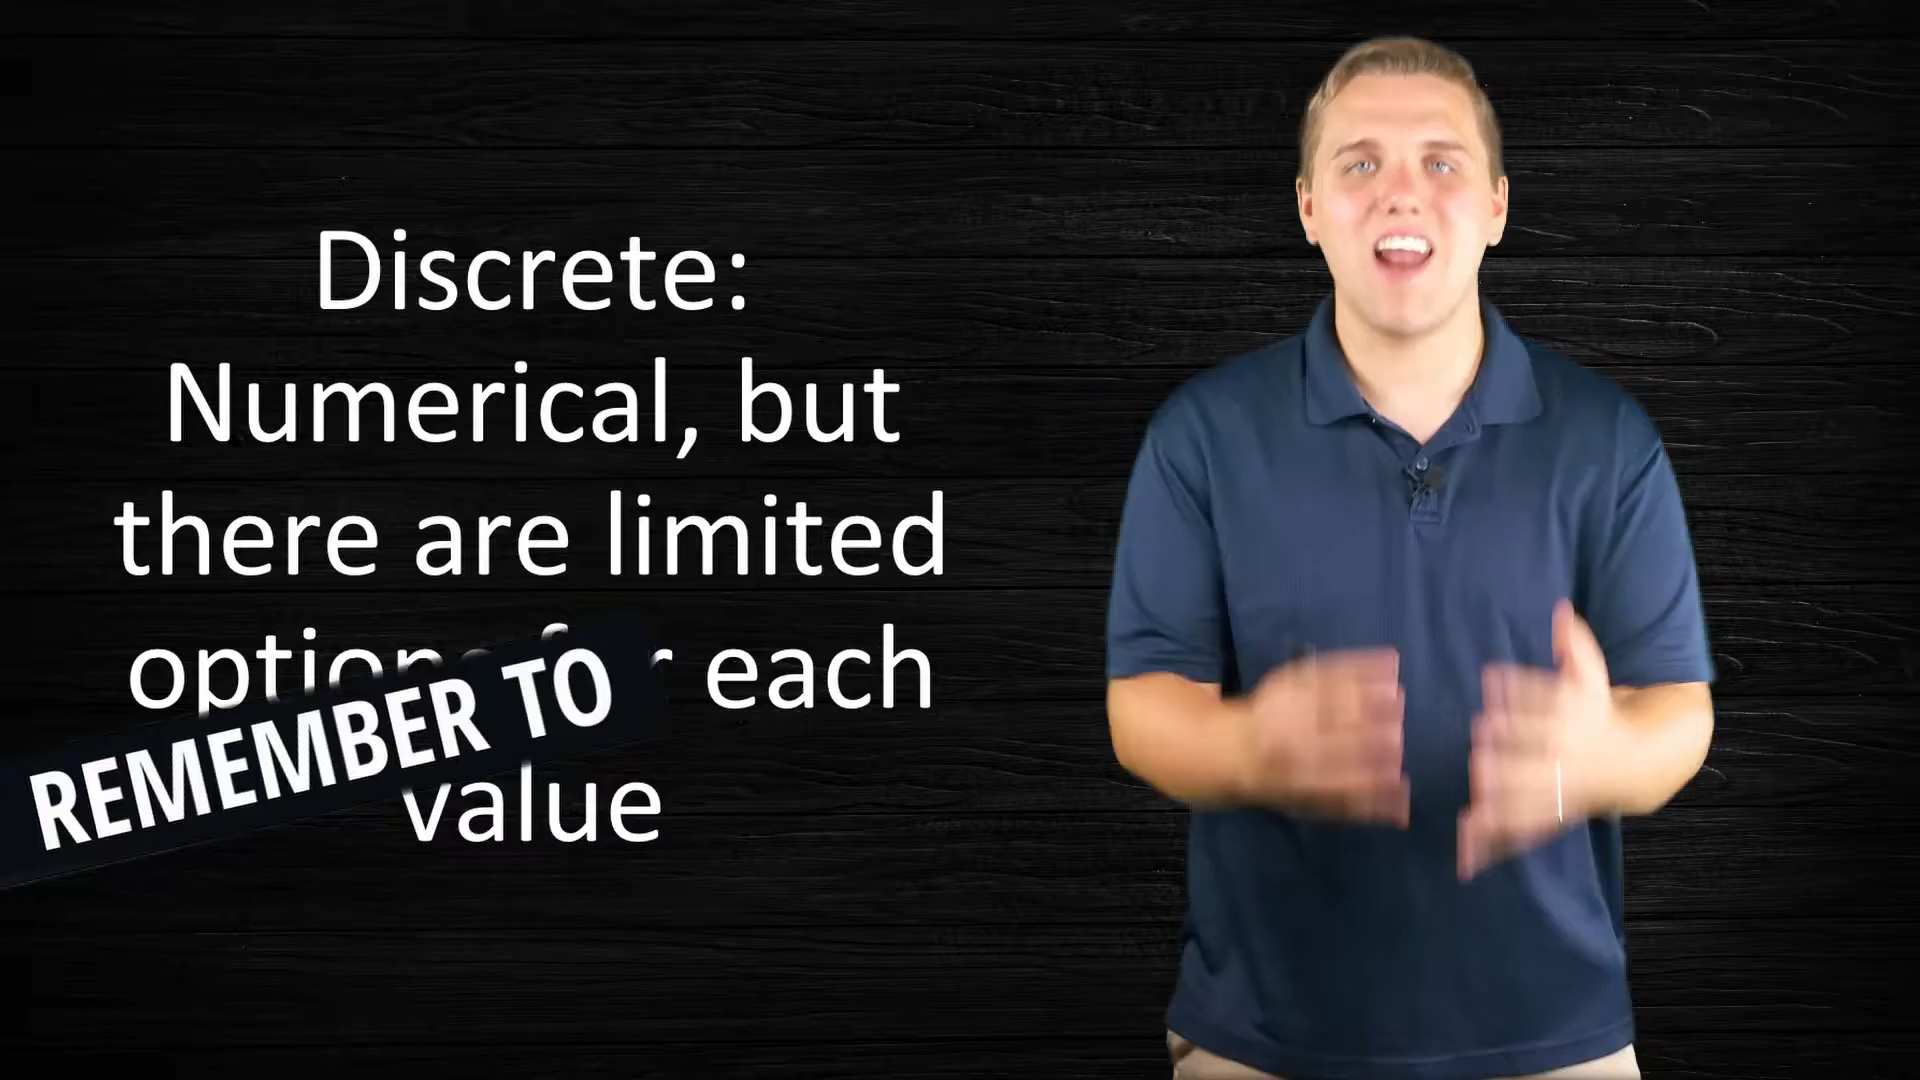 Discrete:
Numerical, but
there are limited
each
value
REMEMBER TO